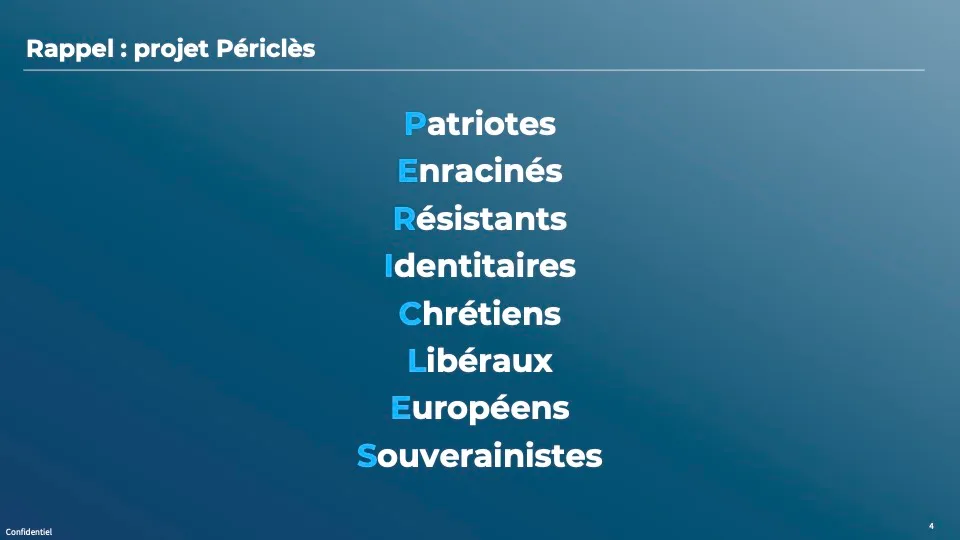 Rappel : projet Périclès
Patriotes
Enracinés
Résistants
Identitaires
Chrétiens
Libéraux
Européens
Souverainistes
Confidentiel
4